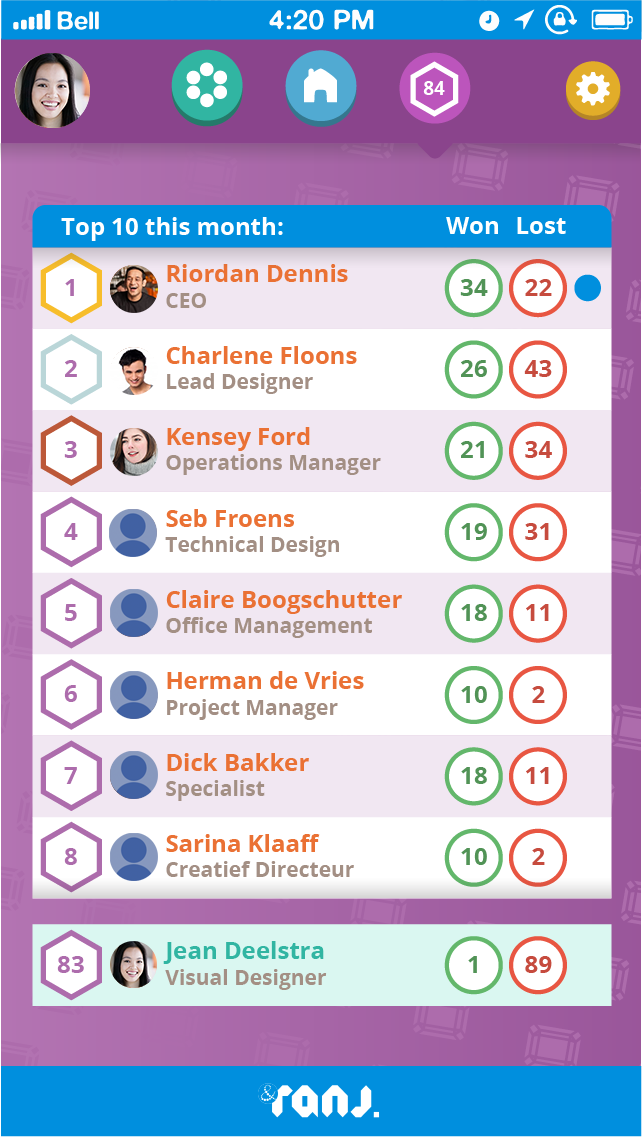 Bell 4:20 PM
84
Top 10 this month: Won Lost
1 Riordan Dennis 34 22
CEO
2 Charlene Floons 26 43
Lead Designer
3 Kensey Ford 21 34
Operations Manager
4 Seb Froens 19 31
Technical Design
5 Claire Boogschutter 18 11
Office Management
6 Herman de Vries 10 2
Project Manager
7 Dick Bakker 18 11
Specialist
8 Sarina Klaaff 10 2
Creatief Directeur
83 Jean Deelstra 1 89
Visual Designer
&ranj.